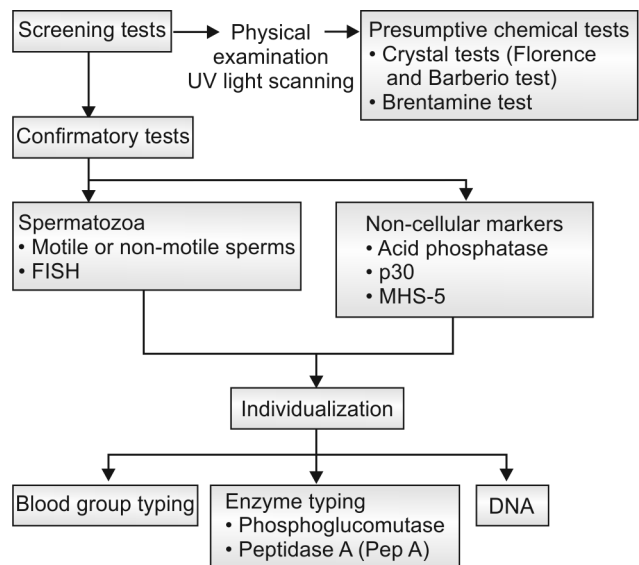 Screening tests
Physical
examination
UV light scanning
Presumptive chemical tests
• Crystal tests (Florence
and Barberio test)
• Brentamine test
Confirmatory tests
Spermatozoa
• Motile or non-motile sperms
• FISH
Non-cellular markers
• Acid phosphatase
• p30
• MHS-5
Individualization
Blood group typing
Enzyme typing
• Phosphoglucomutase
• Peptidase A (Pep A)
DNA